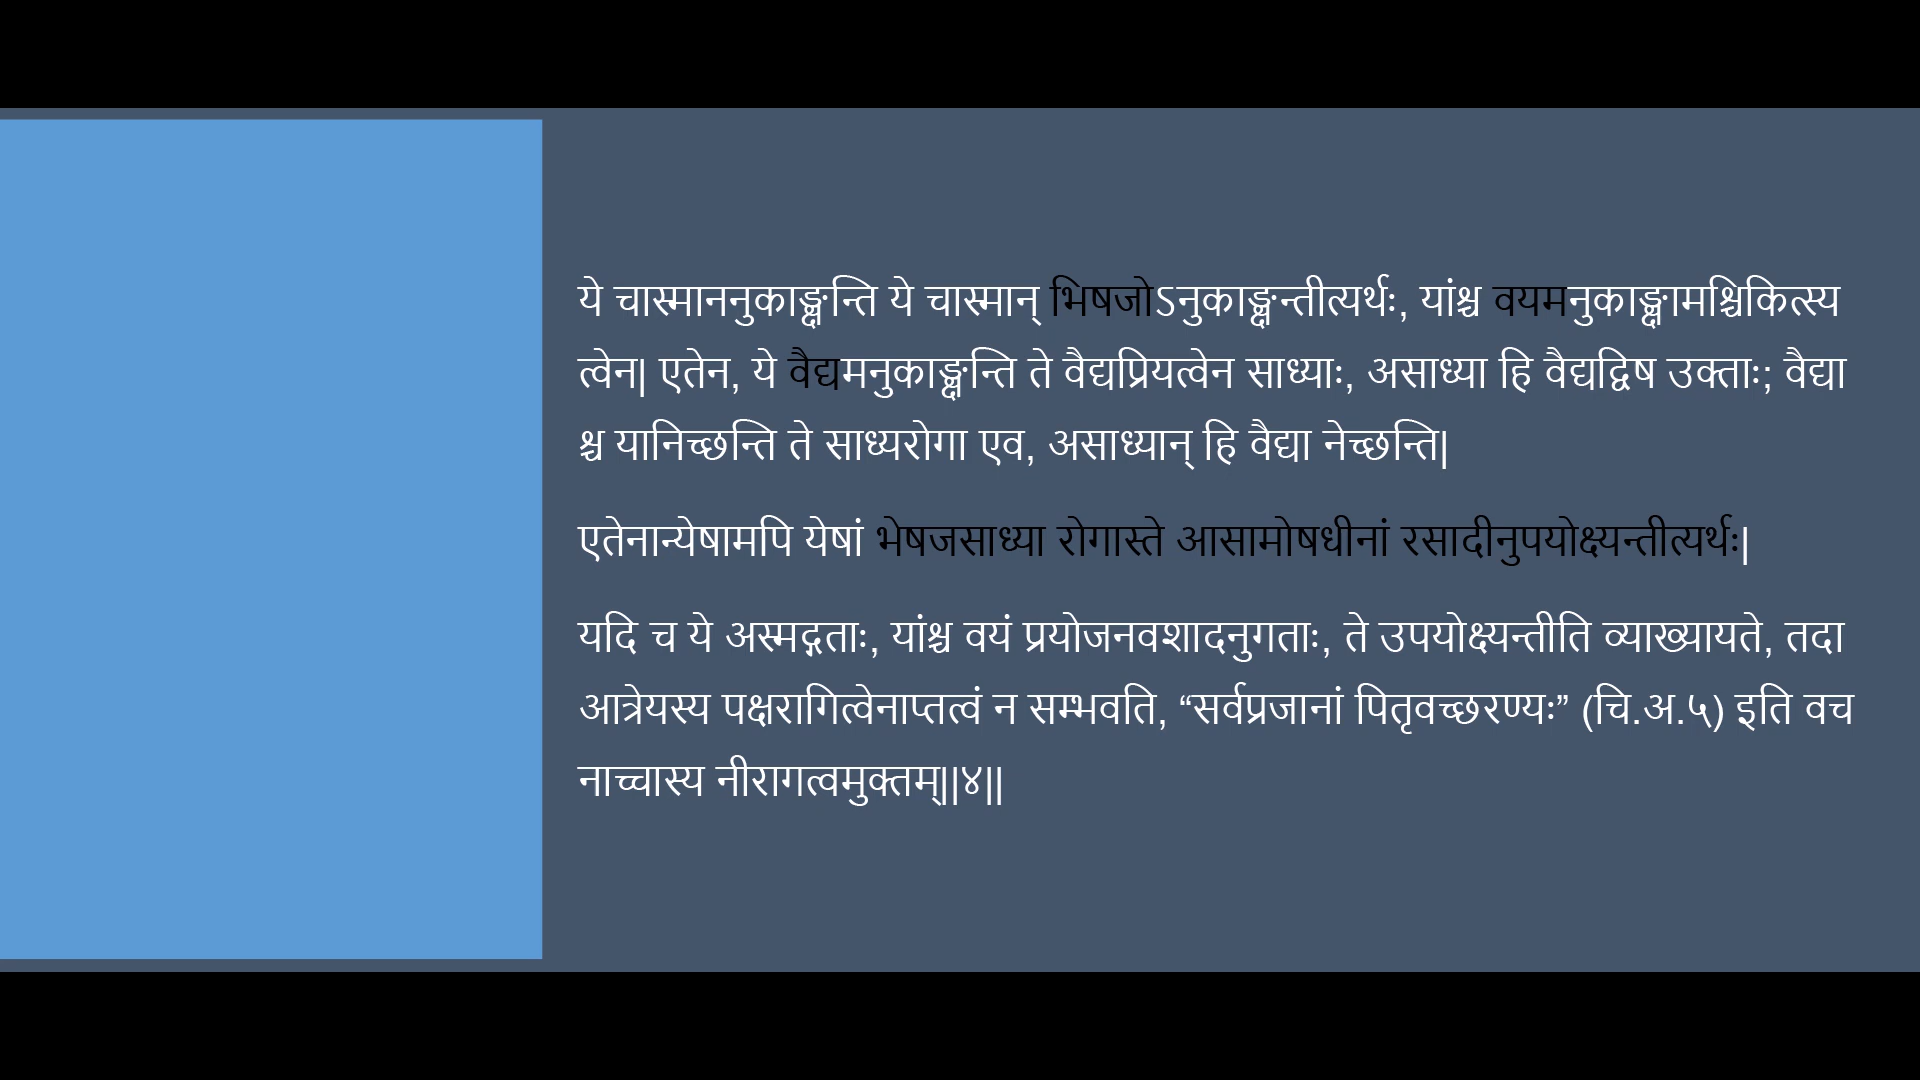 ये चास्माननुकाङ्क्षन्ति ये चास्मान् भिषजोऽनुकाङ्क्षन्तीत्यर्थः, यांश्च वयमनुकाङ्क्षामश्चिकित्स्य
त्वेन| एतेन, ये वैद्यमनुकाङ्क्षन्ति ते वैद्यप्रियत्वेन साध्याः, असाध्या हि वैद्यद्विष उक्ताः; वैद्या
श्च यानिच्छन्ति ते साध्यरोगा एव, असाध्यान् हि वैद्या नेच्छन्ति|
एतेनान्येषामपि येषां भेषजसाध्या रोगास्ते आसामोषधीनां रसादीनुपयोक्ष्यन्तीत्यर्थः|
यदि च ये अस्मद्गताः, यांश्च वयं प्रयोजनवशादनुगताः, ते उपयोक्ष्यन्तीति व्याख्यायते, तदा
आत्रेयस्य पक्षरागित्वेनाप्तत्वं न सम्भवति, “सर्वप्रजानां पितृवच्छरण्यः” (चि.अ.५) इति वच
नाच्चास्य नीरागत्वमुक्तम्||४||